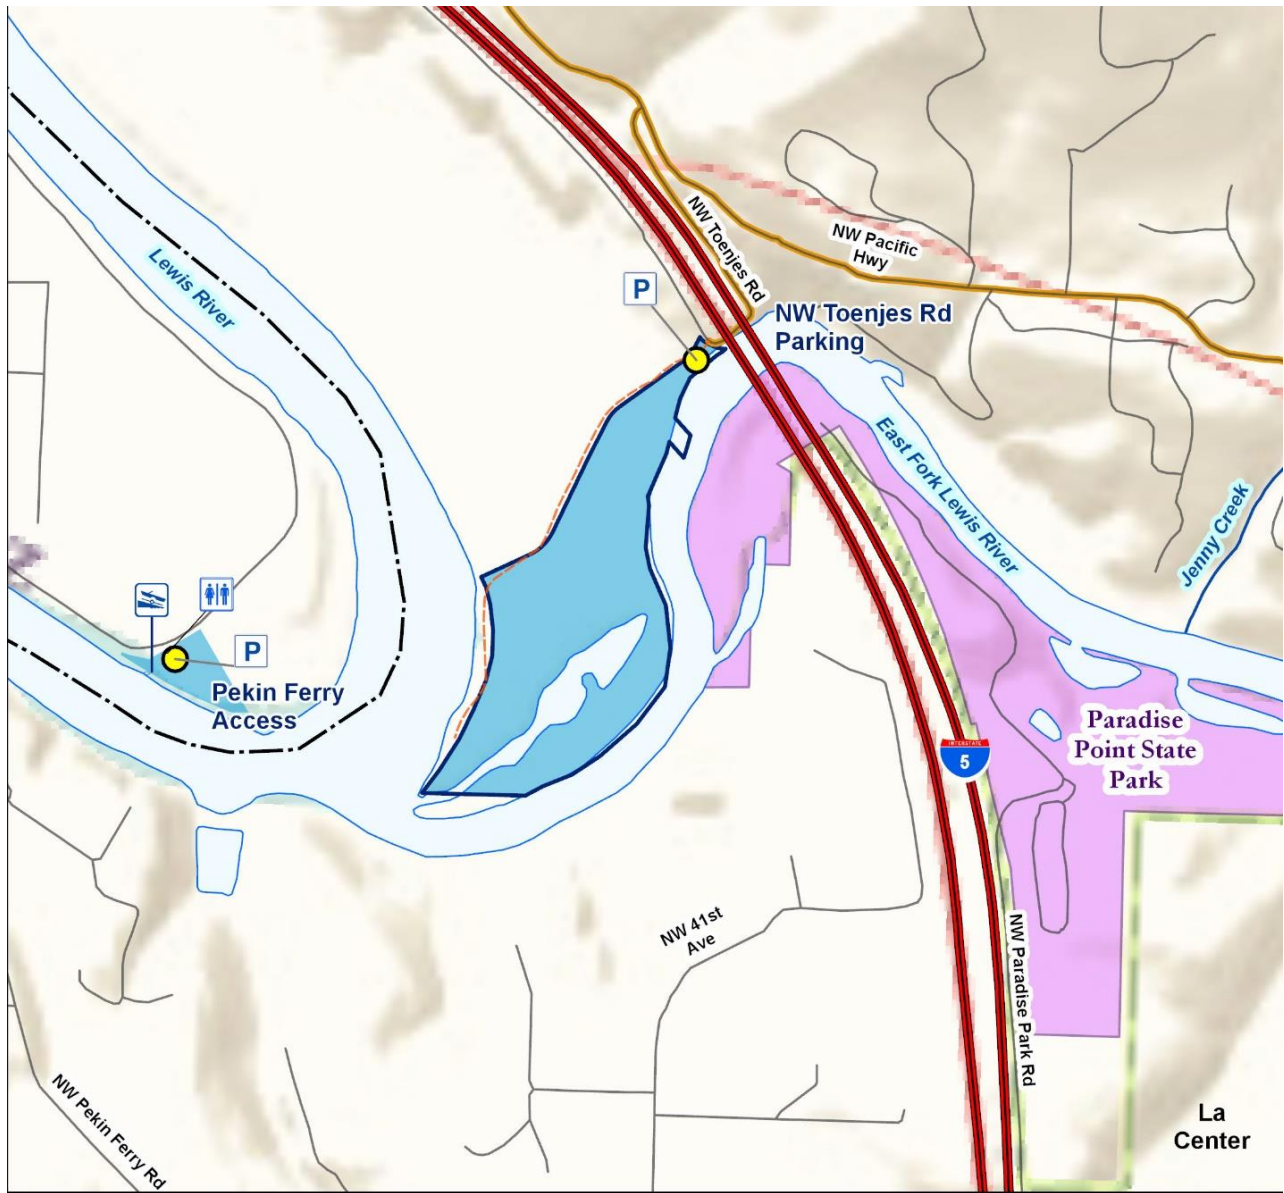 NW Toenjes Rd
NW Pacific
Hwy
Lewis River
P
NW Toenjes Rd
Parking
East Fork Lewis River
Jenny Creek
P
Pekin Ferry
Access
Paradise
Point State
Park
INTERSTATE
5
NW 41st
Ave
NW Paradise Park Rd
NW Pekin Ferry Rd
La
Center